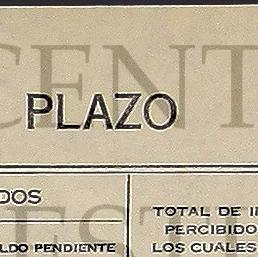 PLAZO
DOS
TOTAL DE I
PERCIBIDO
LDO PENDIENTE
LOS CUALES